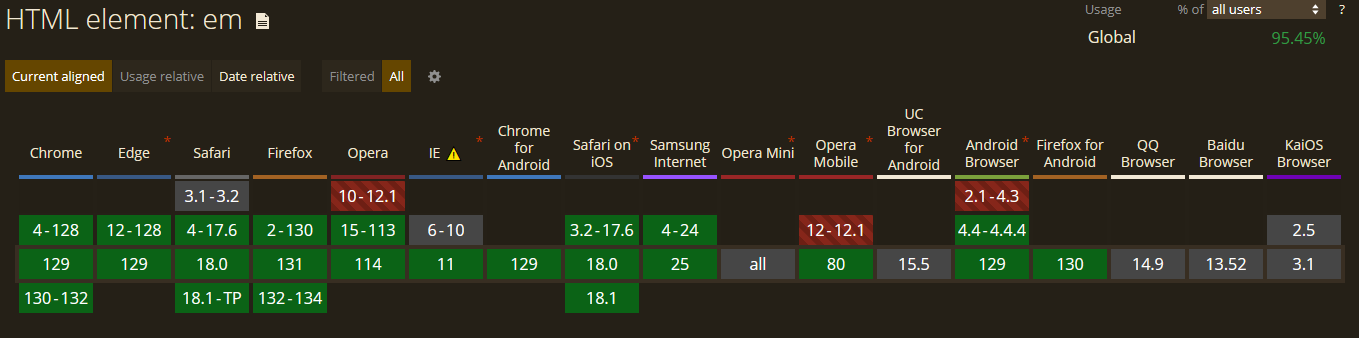 HTML element: em
Usage % of all users ?
Global 95.45%
Current aligned Usage relative Date relative Filtered All
Chrome Edge * Safari Firefox Opera IE * Chrome for Android Safari on iOS * Samsung Internet Opera Mini * Opera Mobile * UC Browser for Android Android Browser * Firefox for Android QQ Browser Baidu Browser KaiOS Browser
3.1-3.2 10-12.1 2.1-4.3
4-128 12-128 4-17.6 2-130 15-113 6-10 3.2-17.6 4-24 12-12.1 4.4-4.4.4 2.5
129 129 18.0 131 114 11 129 18.0 25 all 80 15.5 129 130 14.9 13.52 3.1
130-132 18.1-TP 132-134 18.1